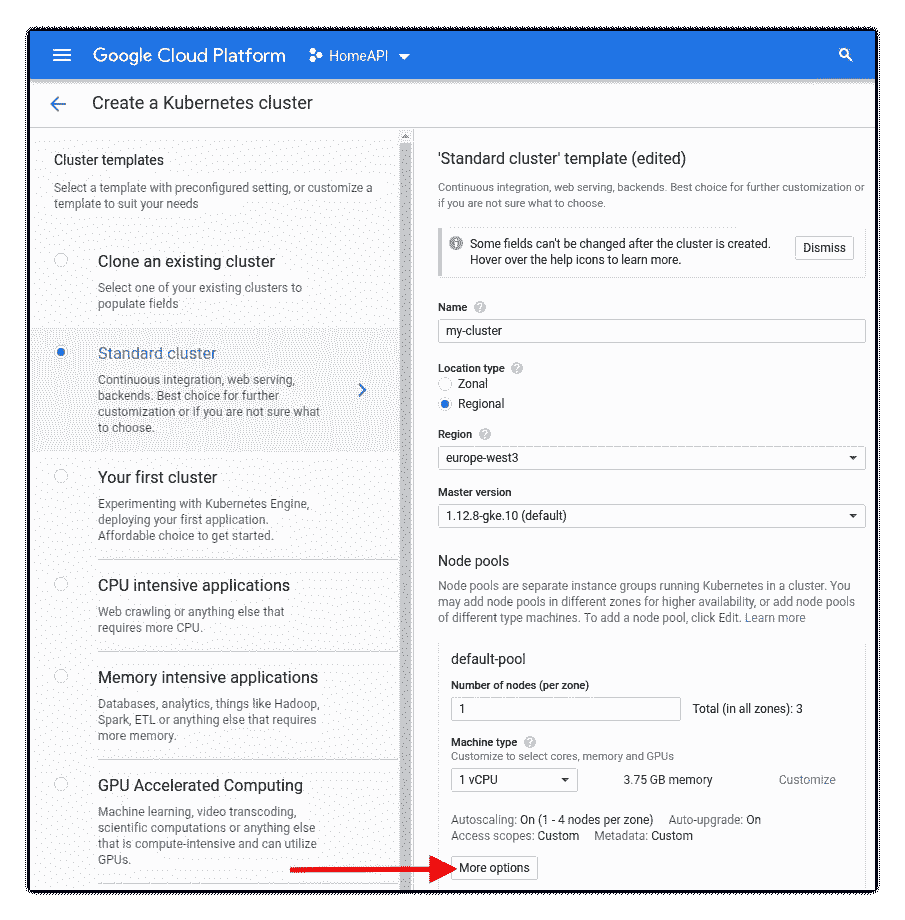 Google Cloud Platform
HomeAPI
Create a Kubernetes cluster
Cluster templates
Select a template with preconfigured setting, or customize a
template to suit your needs
Clone an existing cluster
Select one of your existing clusters to
populate fields
Standard cluster
Continuous integration, web serving,
backends. Best choice for further
customization or if you are not sure what
to choose.
Your first cluster
Experimenting with Kubernetes Engine,
deploying your first application.
Affordable choice to get started.
CPU intensive applications
Web crawling or anything else that
requires more CPU.
Memory intensive applications
Databases, analytics, things like Hadoop,
Spark, ETL or anything else that requires
more memory.
GPU Accelerated Computing
Machine learning, video transcoding,
scientific computations or anything else
that is compute-intensive and can utilize
GPUs.
'Standard cluster' template (edited)
Continuous integration, web serving, backends. Best choice for further customization or
if you are not sure what to choose.
Some fields can't be changed after the cluster is created.
Hover over the help icons to learn more.
Dismiss
Name
my-cluster
Location type
Zonal
Regional
Region
europe-west3
Master version
1.12.8-gke.10 (default)
Node pools
Node pools are separate instance groups running Kubernetes in a cluster. You
may add node pools in different zones for higher availability, or add node pools
of different type machines. To add a node pool, click Edit. Learn more
default-pool
Number of nodes (per zone)
1 Total (in all zones): 3
Machine type
Customize to select cores, memory and GPUs
1 vCPU 3.75 GB memory Customize
Autoscaling: On (1 - 4 nodes per zone) Auto-upgrade: On
Access scopes: Custom Metadata: Custom
More options